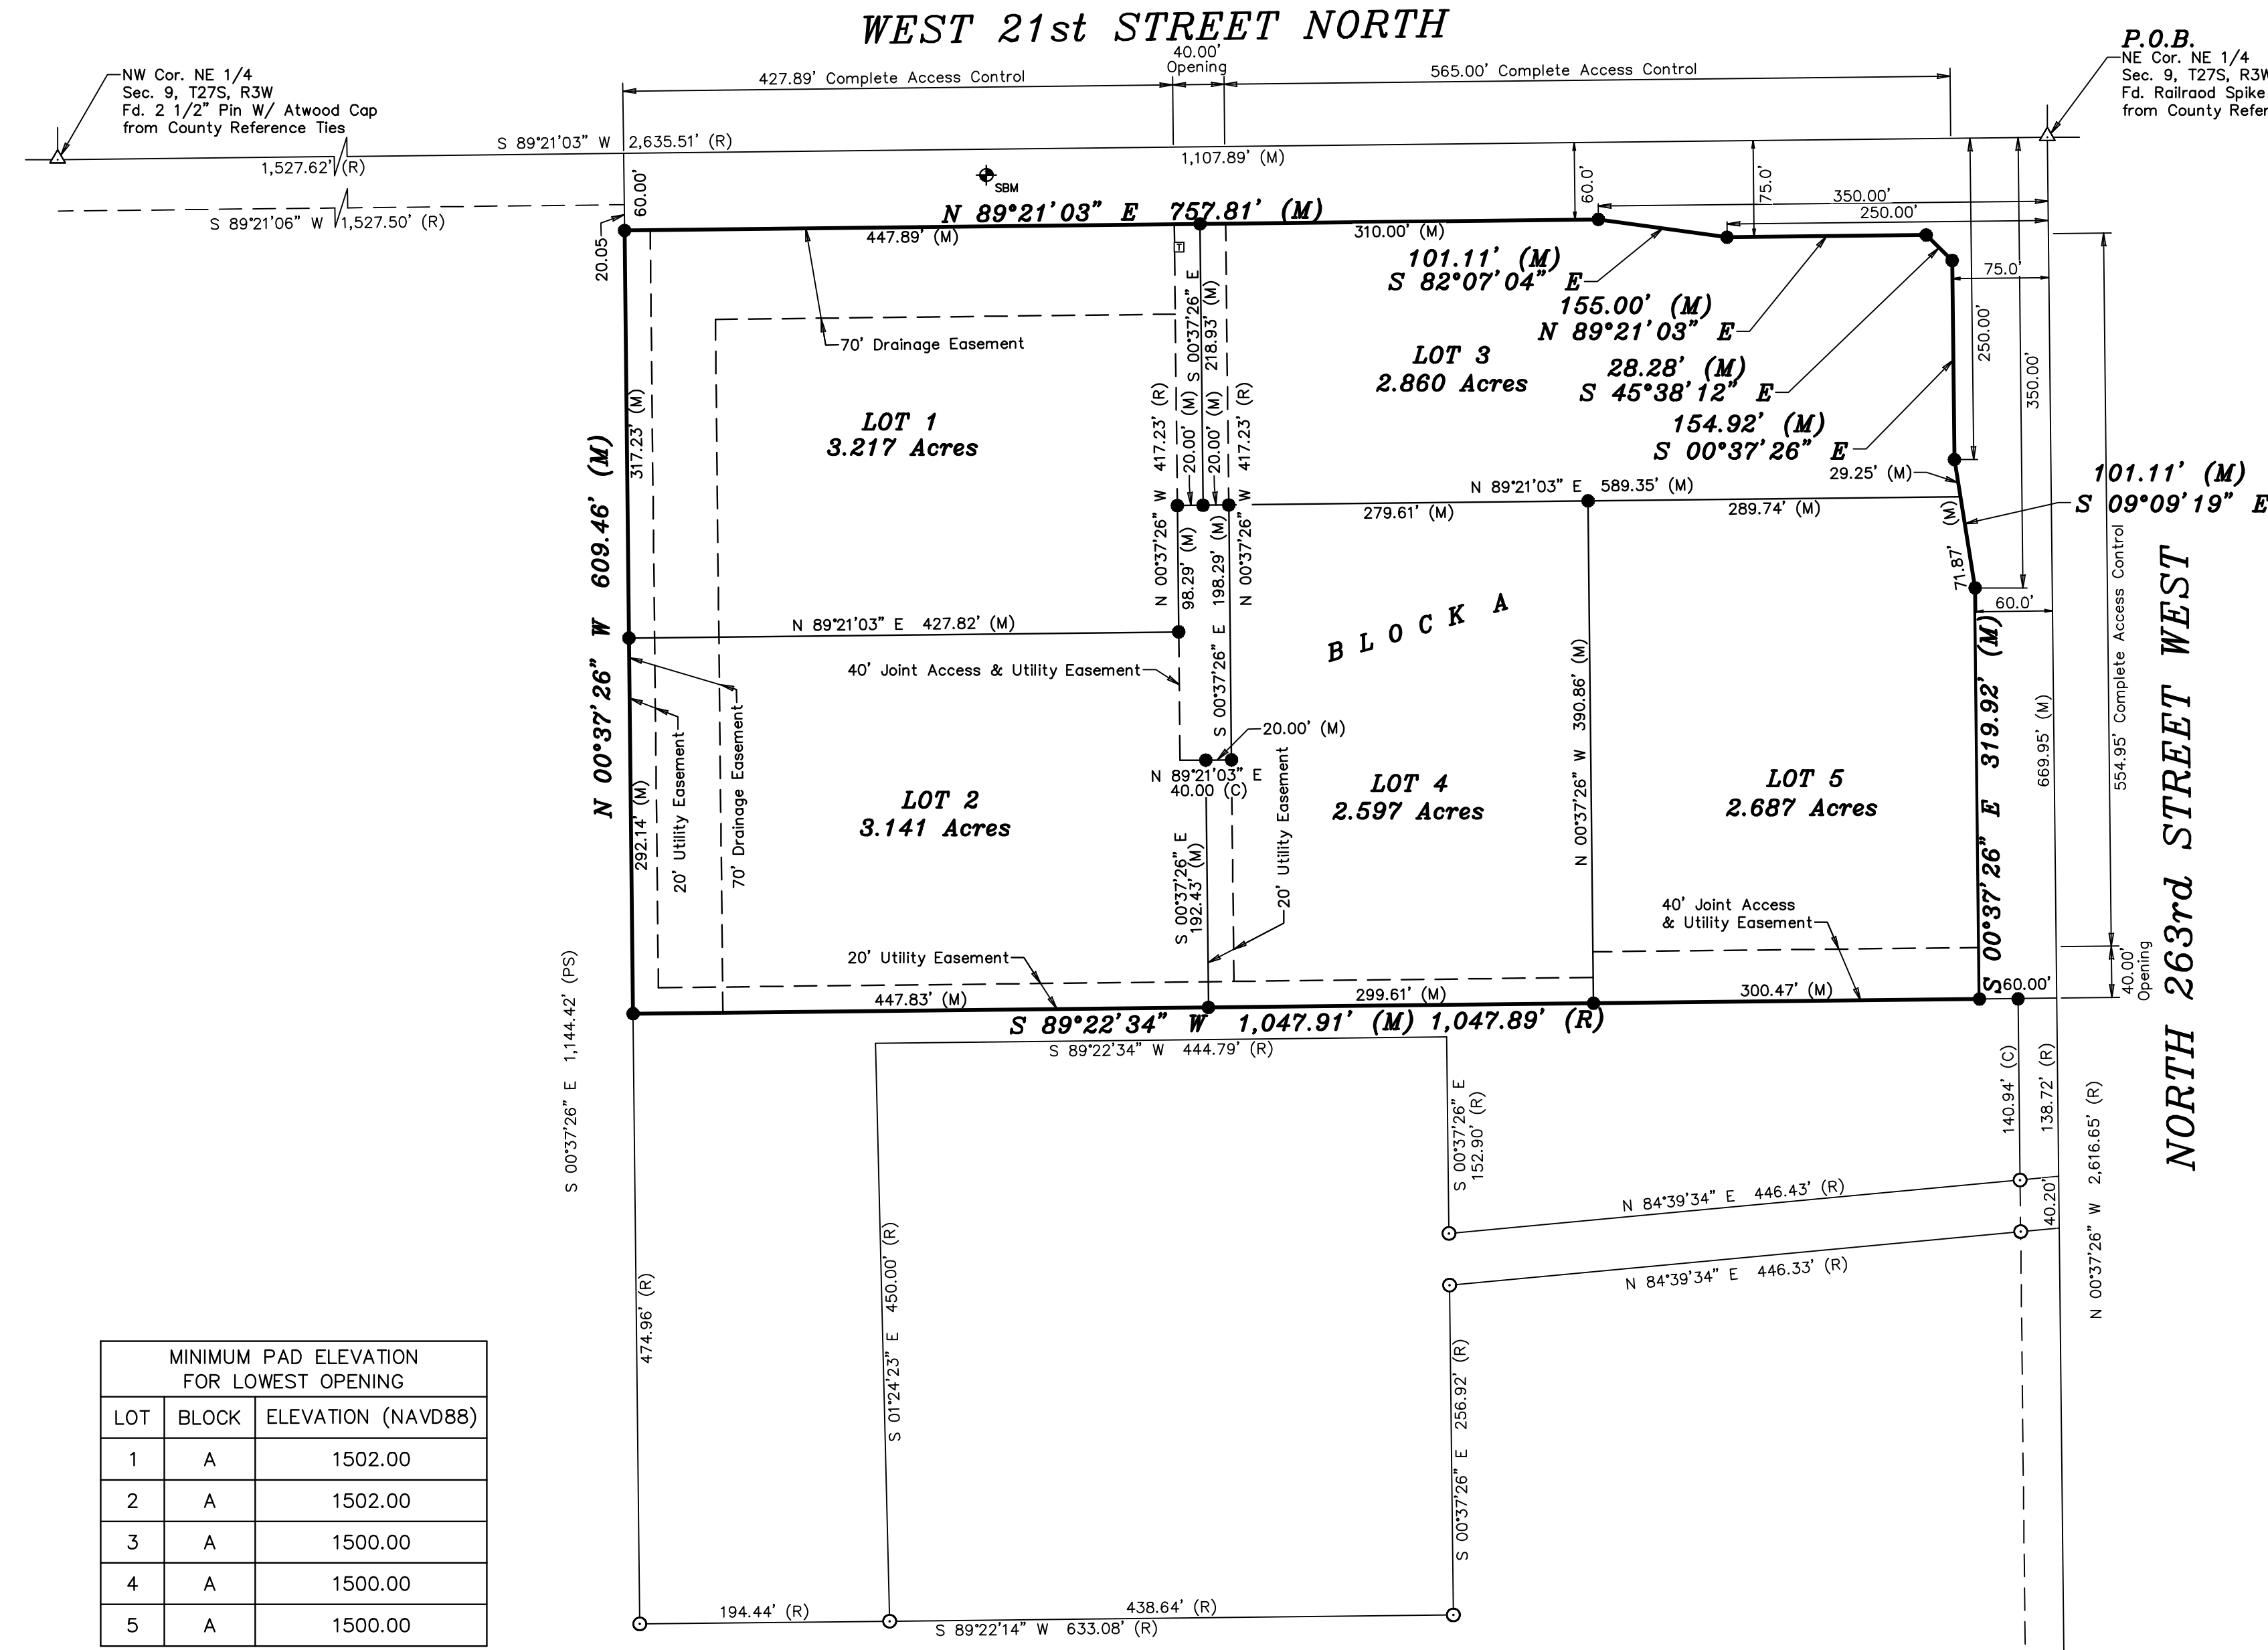 WEST 21st STREET NORTH
P.O.B.
NE Cor. NE 1/4
Sec. 9, T27S, R3W
Fd. Railraod Spike
from County Refer
NW Cor. NE 1/4
Sec. 9, T27S, R3W
Fd. 2 1/2" Pin W/ Atwood Cap
from County Reference Ties
427.89' Complete Access Control
40.00'
Opening
565.00' Complete Access Control
S 89°21'03" W 2,635.51' (R)
1,527.62' (R)
1,107.89' (M)
S 89°21'06" W 1,527.50' (R)
60.00'
20.05
SBM
N 89°21'03" E 757.81' (M)
447.89' (M)
310.00' (M)
60.0'
75.0'
350.00'
250.00'
101.11' (M)
S 82°07'04" E
155.00' (M)
N 89°21'03" E
28.28' (M)
S 45°38'12" E
154.92' (M)
S 00°37'26" E
75.0'
250.00'
350.00'
29.25' (M)
101.11' (M)
S 09°09'19" E
71.87' (M)
60.0'
T
70' Drainage Easement
S 00°37'26" E
218.93' (M)
LOT 1
3.217 Acres
LOT 3
2.860 Acres
N 00°37'26" W 417.23' (R)
20.00' (M)
20.00' (M)
N 00°37'26" W 417.23' (R)
N 00°37'26" W 609.46' (M)
317.23' (M)
N 89°21'03" E 589.35' (M)
279.61' (M)
289.74' (M)
98.29' (M)
S 00°37'26" E 198.29' (M)
N 89°21'03" E 427.82' (M)
40' Joint Access & Utility Easement
BLOCK A
N 00°37'26" W 390.86' (M)
20.00' (M)
N 89°21'03" E
40.00 (C)
LOT 2
3.141 Acres
LOT 4
2.597 Acres
LOT 5
2.687 Acres
292.14' (M)
20' Utility Easement
70' Drainage Easement
S 00°37'26" E
192.43' (M)
20' Utility Easement
20' Utility Easement
40' Joint Access
& Utility Easement
S 00°37'26" E 319.92' (M)
669.95' (M)
554.95' Complete Access Control
40.00'
Opening
NORTH 263rd STREET WEST
447.83' (M)
299.61' (M)
300.47' (M)
60.00'
S 89°22'34" W 1,047.91' (M) 1,047.89' (R)
S 89°22'34" W 444.79' (R)
S 00°37'26" E 1,144.42' (PS)
474.96' (R)
S 01°24'23" E 450.00' (R)
S 00°37'26" E
152.90' (R)
140.94' (C)
138.72' (R)
N 00°37'26" W 2,616.65' (R)
N 84°39'34" E 446.43' (R)
40.20'
N 84°39'34" E 446.33' (R)
S 00°37'26" E 256.92' (R)
194.44' (R)
438.64' (R)
S 89°22'14" W 633.08' (R)
MINIMUM PAD ELEVATION
FOR LOWEST OPENING
LOT BLOCK ELEVATION (NAVD88)
1 A 1502.00
2 A 1502.00
3 A 1500.00
4 A 1500.00
5 A 1500.00